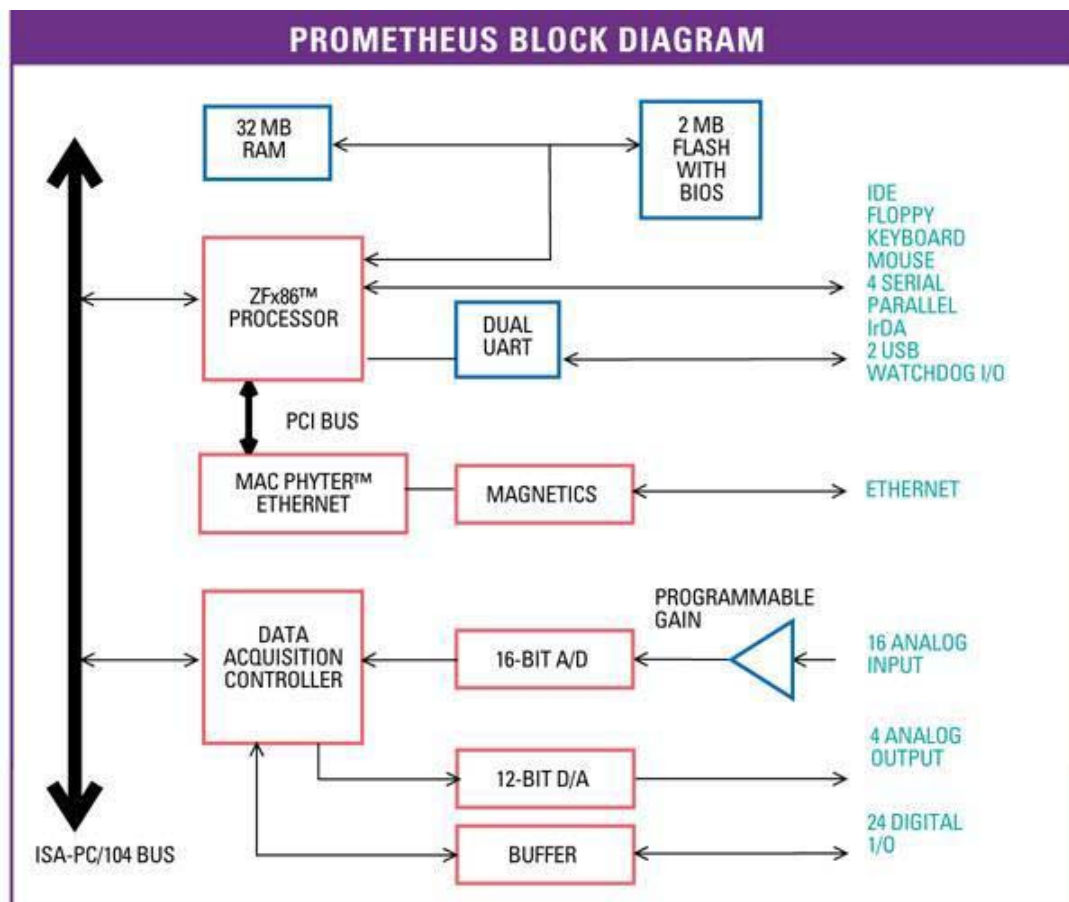 PROMETHEUS BLOCK DIAGRAM
32 MB
RAM
2 MB
FLASH
WITH
BIOS
IDE
FLOPPY
KEYBOARD
MOUSE
4 SERIAL
PARALLEL
IrDA
2 USB
WATCHDOG I/O
ZFx86™
PROCESSOR
DUAL
UART
PCI BUS
MAC PHYTER™
ETHERNET
MAGNETICS
ETHERNET
DATA
ACQUISITION
CONTROLLER
16-BIT A/D
PROGRAMMABLE
GAIN
16 ANALOG
INPUT
12-BIT D/A
4 ANALOG
OUTPUT
BUFFER
24 DIGITAL
1/O
ISA-PC/104 BUS